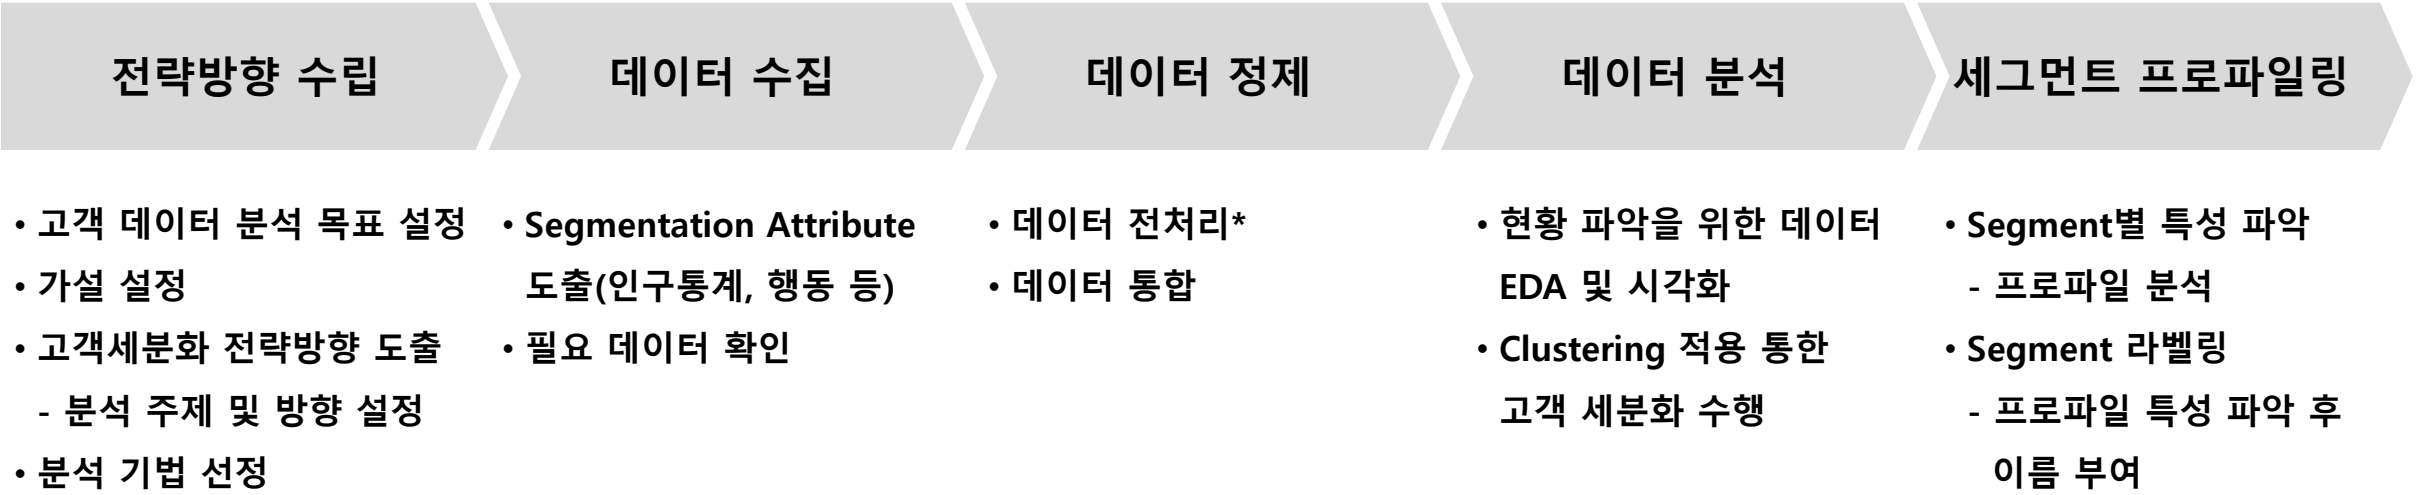 전략방향 수립
데이터 수집
데이터 정제
데이터 분석
세그먼트 프로파일링
• 고객 데이터 분석 목표 설정
• 가설 설정
• 고객세분화 전략방향 도출
- 분석 주제 및 방향 설정
• 분석 기법 선정
• Segmentation Attribute
도출(인구통계, 행동 등)
• 필요 데이터 확인
• 데이터 전처리*
• 데이터 통합
• 현황 파악을 위한 데이터
EDA 및 시각화
• Clustering 적용 통한
고객 세분화 수행
• Segment별 특성 파악
- 프로파일 분석
• Segment 라벨링
- 프로파일 특성 파악 후
이름 부여